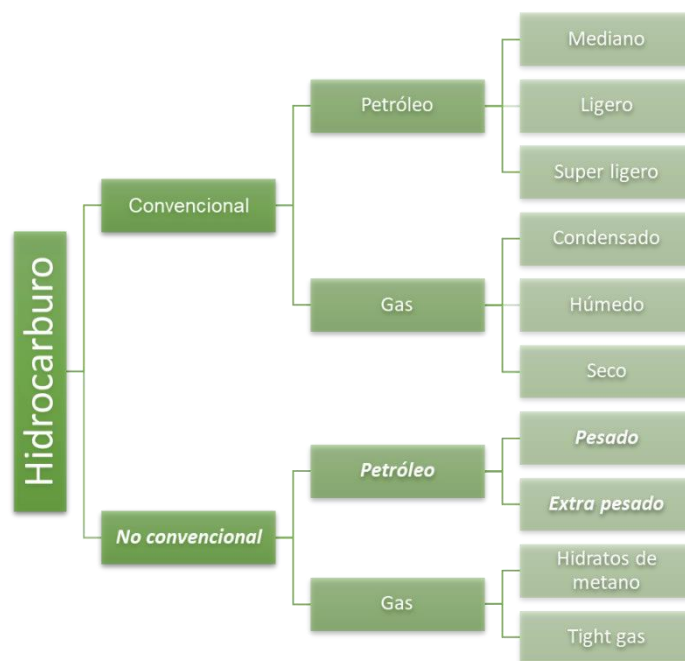 Hidrocarburo
Convencional
Petróleo
Mediano
Ligero
Super ligero
Gas
Condensado
Húmedo
Seco
No convencional
Petróleo
Pesado
Extra pesado
Gas
Hidratos de
metano
Tight gas